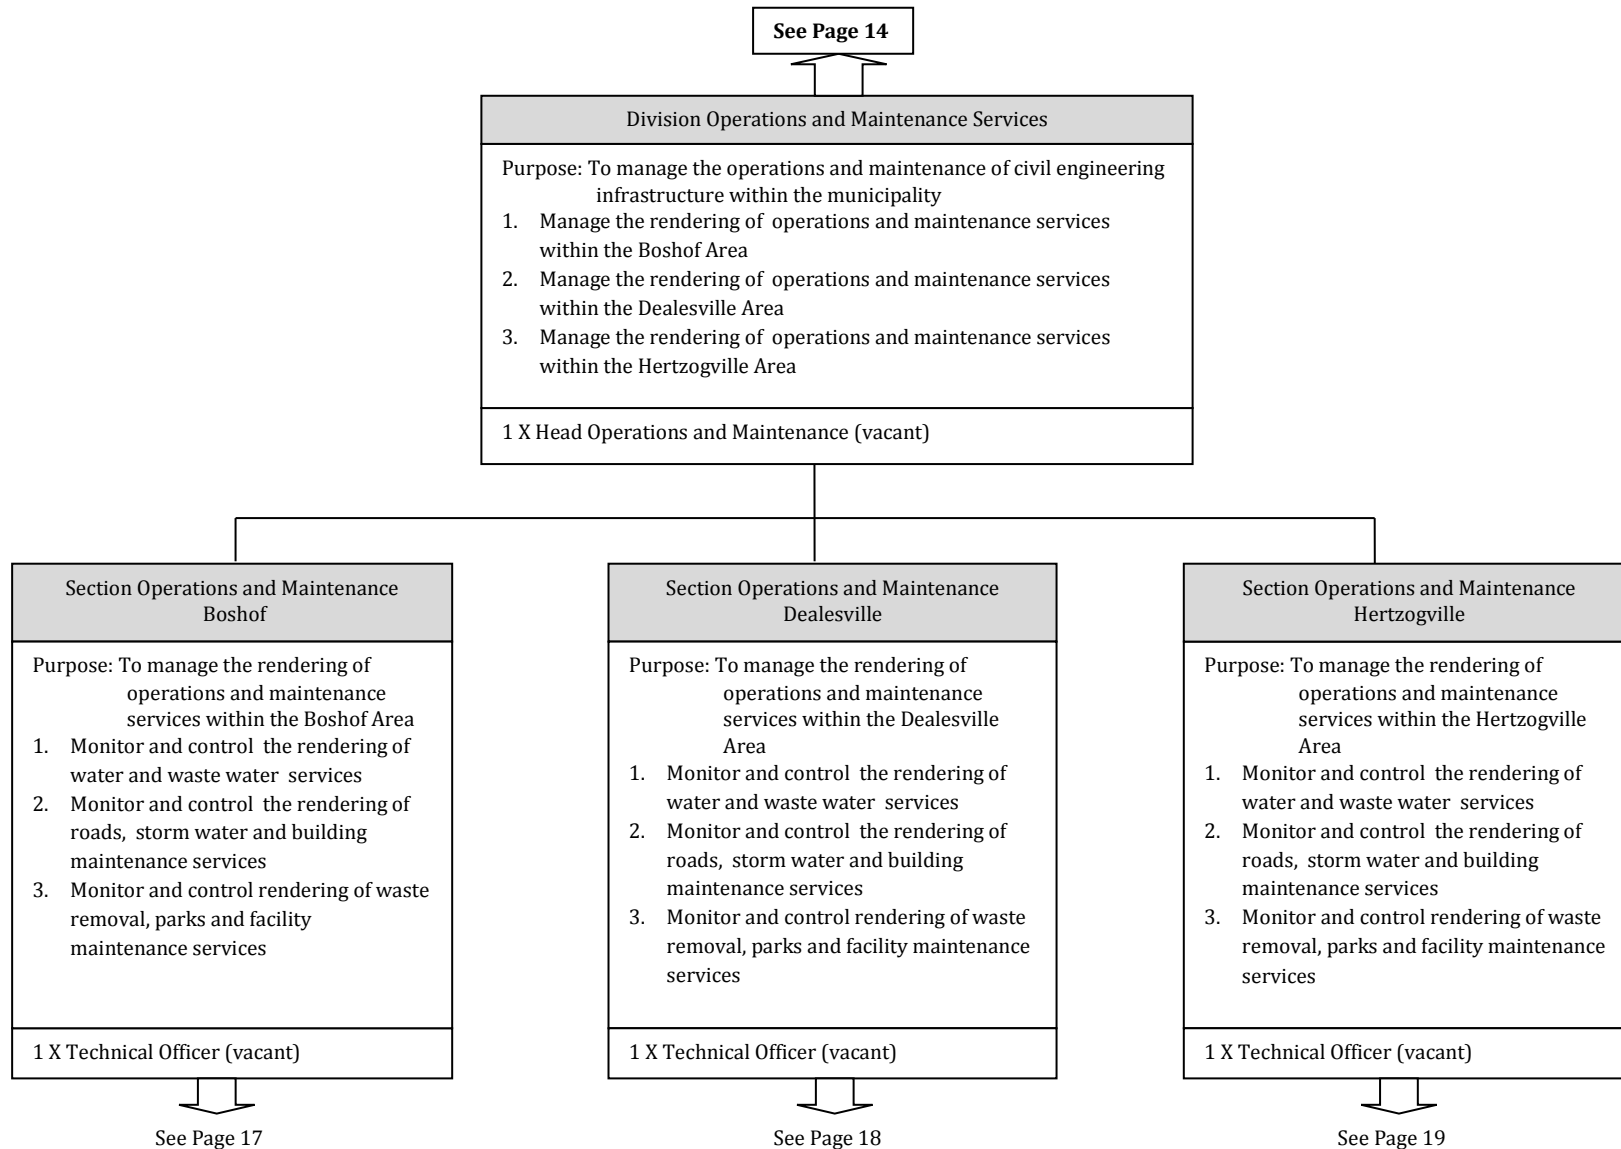 See Page 14
Division Operations and Maintenance Services
Purpose: To manage the operations and maintenance of civil engineering
infrastructure within the municipality
1. Manage the rendering of operations and maintenance services
within the Boshof Area
2. Manage the rendering of operations and maintenance services
within the Dealesville Area
3. Manage the rendering of operations and maintenance services
within the Hertzogville Area
1 X Head Operations and Maintenance (vacant)
Section Operations and Maintenance
Boshof
Purpose: To manage the rendering of
operations and maintenance
services within the Boshof Area
1. Monitor and control the rendering of
water and waste water services
2. Monitor and control the rendering of
roads, storm water and building
maintenance services
3. Monitor and control rendering of waste
removal, parks and facility
maintenance services
1 X Technical Officer (vacant)
See Page 17
Section Operations and Maintenance
Dealesville
Purpose: To manage the rendering of
operations and maintenance
services within the Dealesville
Area
1. Monitor and control the rendering of
water and waste water services
2. Monitor and control the rendering of
roads, storm water and building
maintenance services
3. Monitor and control rendering of waste
removal, parks and facility maintenance
services
1 X Technical Officer (vacant)
See Page 18
Section Operations and Maintenance
Hertzogville
Purpose: To manage the rendering of
operations and maintenance
services within the Hertzogville
Area
1. Monitor and control the rendering of
water and waste water services
2. Monitor and control the rendering of
roads, storm water and building
maintenance services
3. Monitor and control rendering of waste
removal, parks and facility maintenance
services
1 X Technical Officer (vacant)
See Page 19